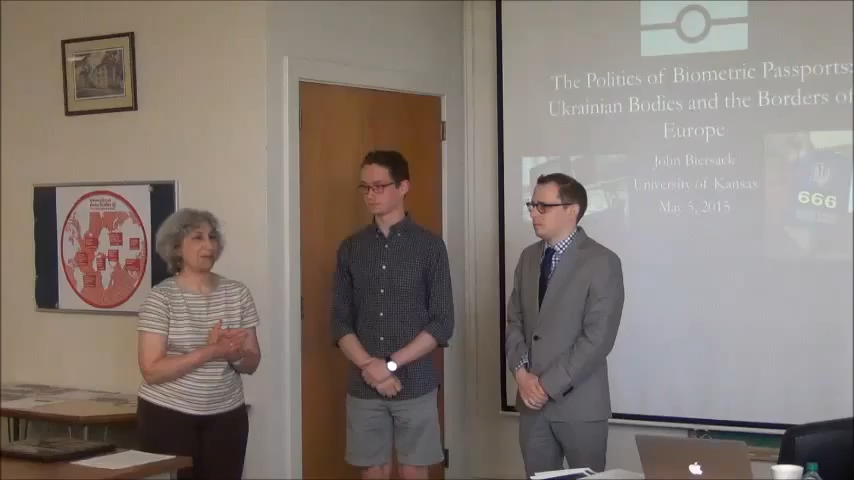 The Politics of Biometric Passports:
Ukrainian Bodies and the Borders of
Europe
John Biersack
University of Kansas
May 5, 2015
666